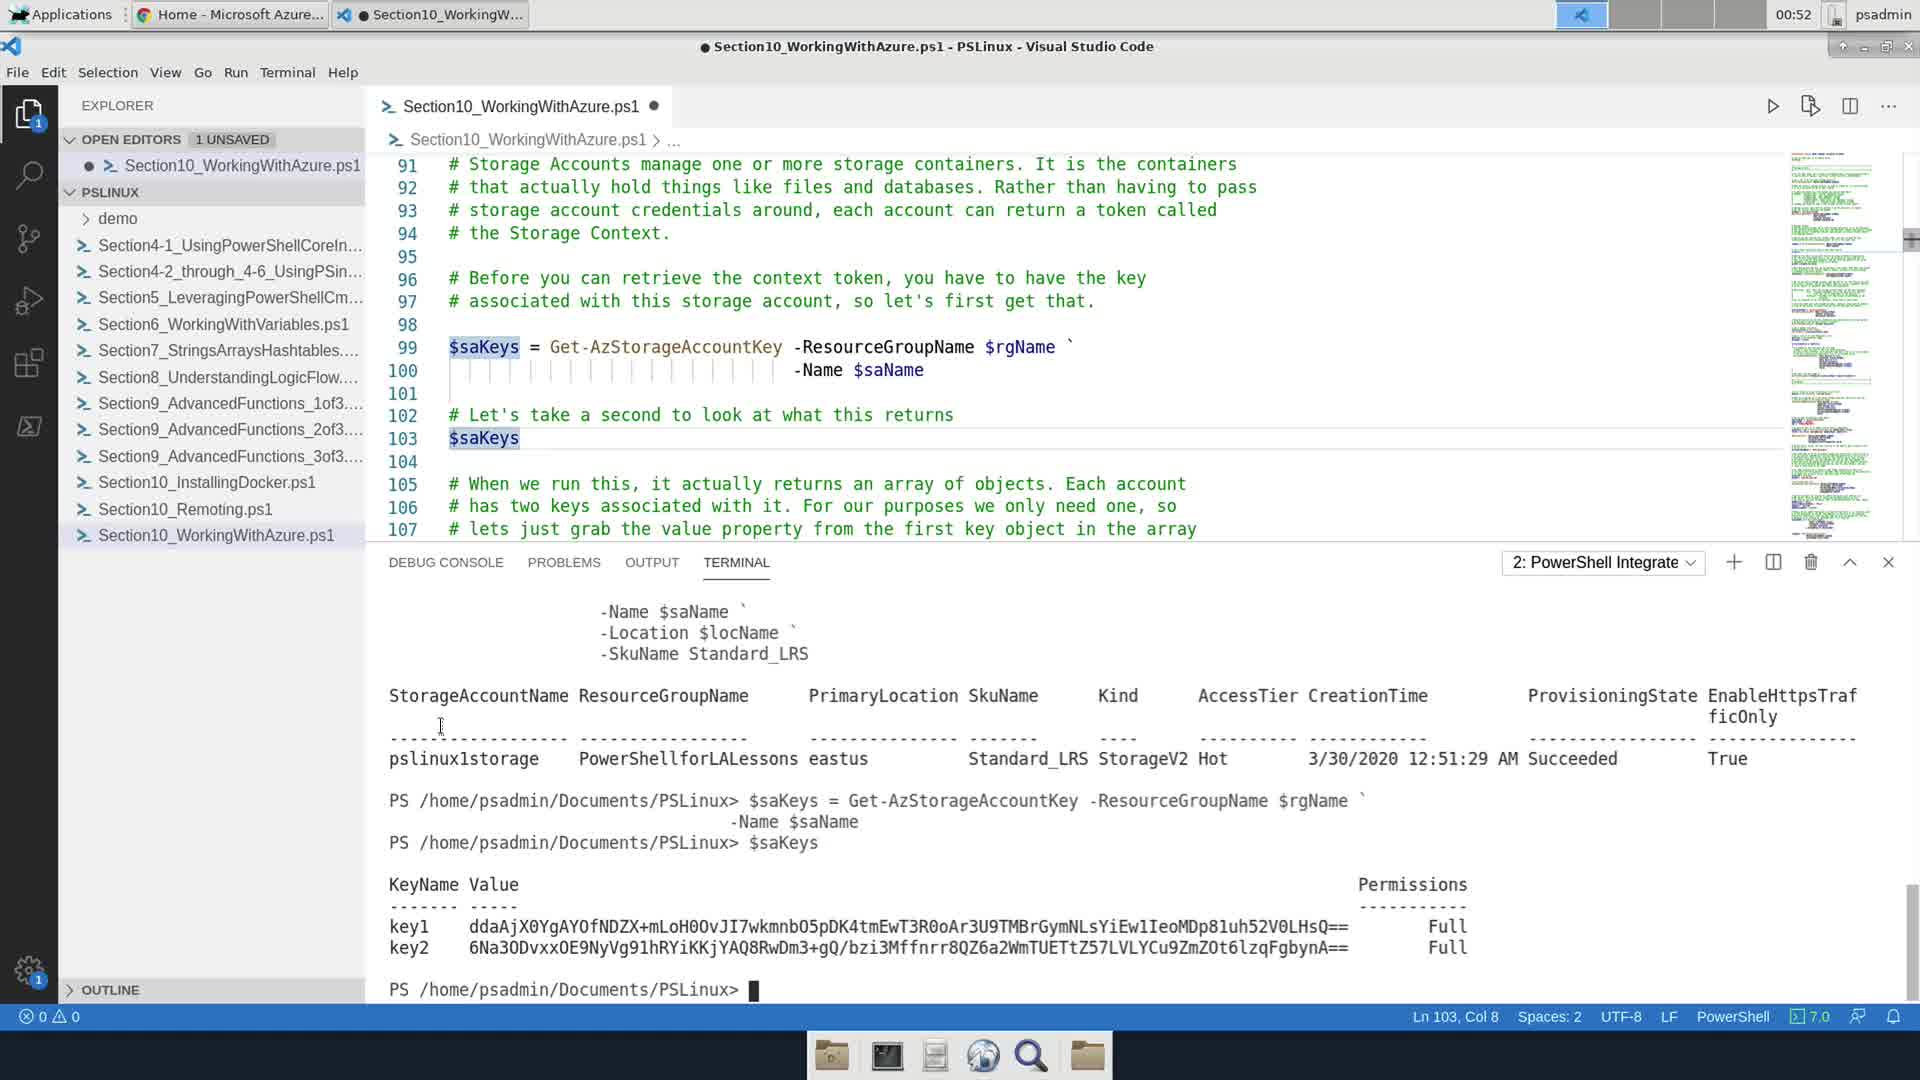 Applications
Home - Microsoft Azure...
● Section10_WorkingW...
00:52
psadmin
● Section10_WorkingWithAzure.ps1 - PSLinux - Visual Studio Code
File Edit Selection View Go Run Terminal Help
EXPLORER
OPEN EDITORS 1 UNSAVED
● Section10_WorkingWithAzure.ps1
PSLINUX
demo
Section4-1_UsingPowerShellCoreIn...
Section4-2_through_4-6_UsingPSin...
Section5_LeveragingPowerShellCm...
Section6_WorkingWithVariables.ps1
Section7_StringsArraysHashtables....
Section8_UnderstandingLogicFlow....
Section9_AdvancedFunctions_1of3....
Section9_AdvancedFunctions_2of3....
Section9_AdvancedFunctions_3of3....
Section10_InstallingDocker.ps1
Section10_Remoting.ps1
Section10_WorkingWithAzure.ps1
OUTLINE
1
1
Section10_WorkingWithAzure.ps1 ●
Section10_WorkingWithAzure.ps1 > ...
91 # Storage Accounts manage one or more storage containers. It is the containers
92 # that actually hold things like files and databases. Rather than having to pass
93 # storage account credentials around, each account can return a token called
94 # the Storage Context.
95
96 # Before you can retrieve the context token, you have to have the key
97 # associated with this storage account, so let's first get that.
98
99 $saKeys = Get-AzStorageAccountKey -ResourceGroupName $rgName `
100 -Name $saName
101
102 # Let's take a second to look at what this returns
103 $saKeys
104
105 # When we run this, it actually returns an array of objects. Each account
106 # has two keys associated with it. For our purposes we only need one, so
107 # lets just grab the value property from the first key object in the array
DEBUG CONSOLE PROBLEMS OUTPUT TERMINAL
2: PowerShell Integrate
-Name $saName `
-Location $locName `
-SkuName Standard_LRS
StorageAccountName ResourceGroupName PrimaryLocation SkuName Kind AccessTier CreationTime ProvisioningState EnableHttpsTraf
ficOnly
------------------ ----------------- --------------- ------- ---- ---------- ------------ ----------------- ---------------
pslinux1storage PowerShellforLALessons eastus Standard_LRS StorageV2 Hot 3/30/2020 12:51:29 AM Succeeded True
PS /home/psadmin/Documents/PSLinux> $saKeys = Get-AzStorageAccountKey -ResourceGroupName $rgName `
-Name $saName
PS /home/psadmin/Documents/PSLinux> $saKeys
KeyName Value Permissions
------- ----- -----------
key1 ddaAjX0YgAYOfNDZX+mLoH0OvJI7wkmnbO5pDK4tmEwT3R0oAr3U9TMBrGymNLsYiEw1IeoMDp81uh52V0LHsQ== Full
key2 6Na3ODvxxOE9NyVg91hRYiKKjYAQ8RwDm3+gQ/bzi3Mffnrr8QZ6a2WmTUETtZ57LVLYCu9ZmZOt6lzqFgbynA== Full
PS /home/psadmin/Documents/PSLinux>
0 0
Ln 103, Col 8 Spaces: 2 UTF-8 LF PowerShell 7.0